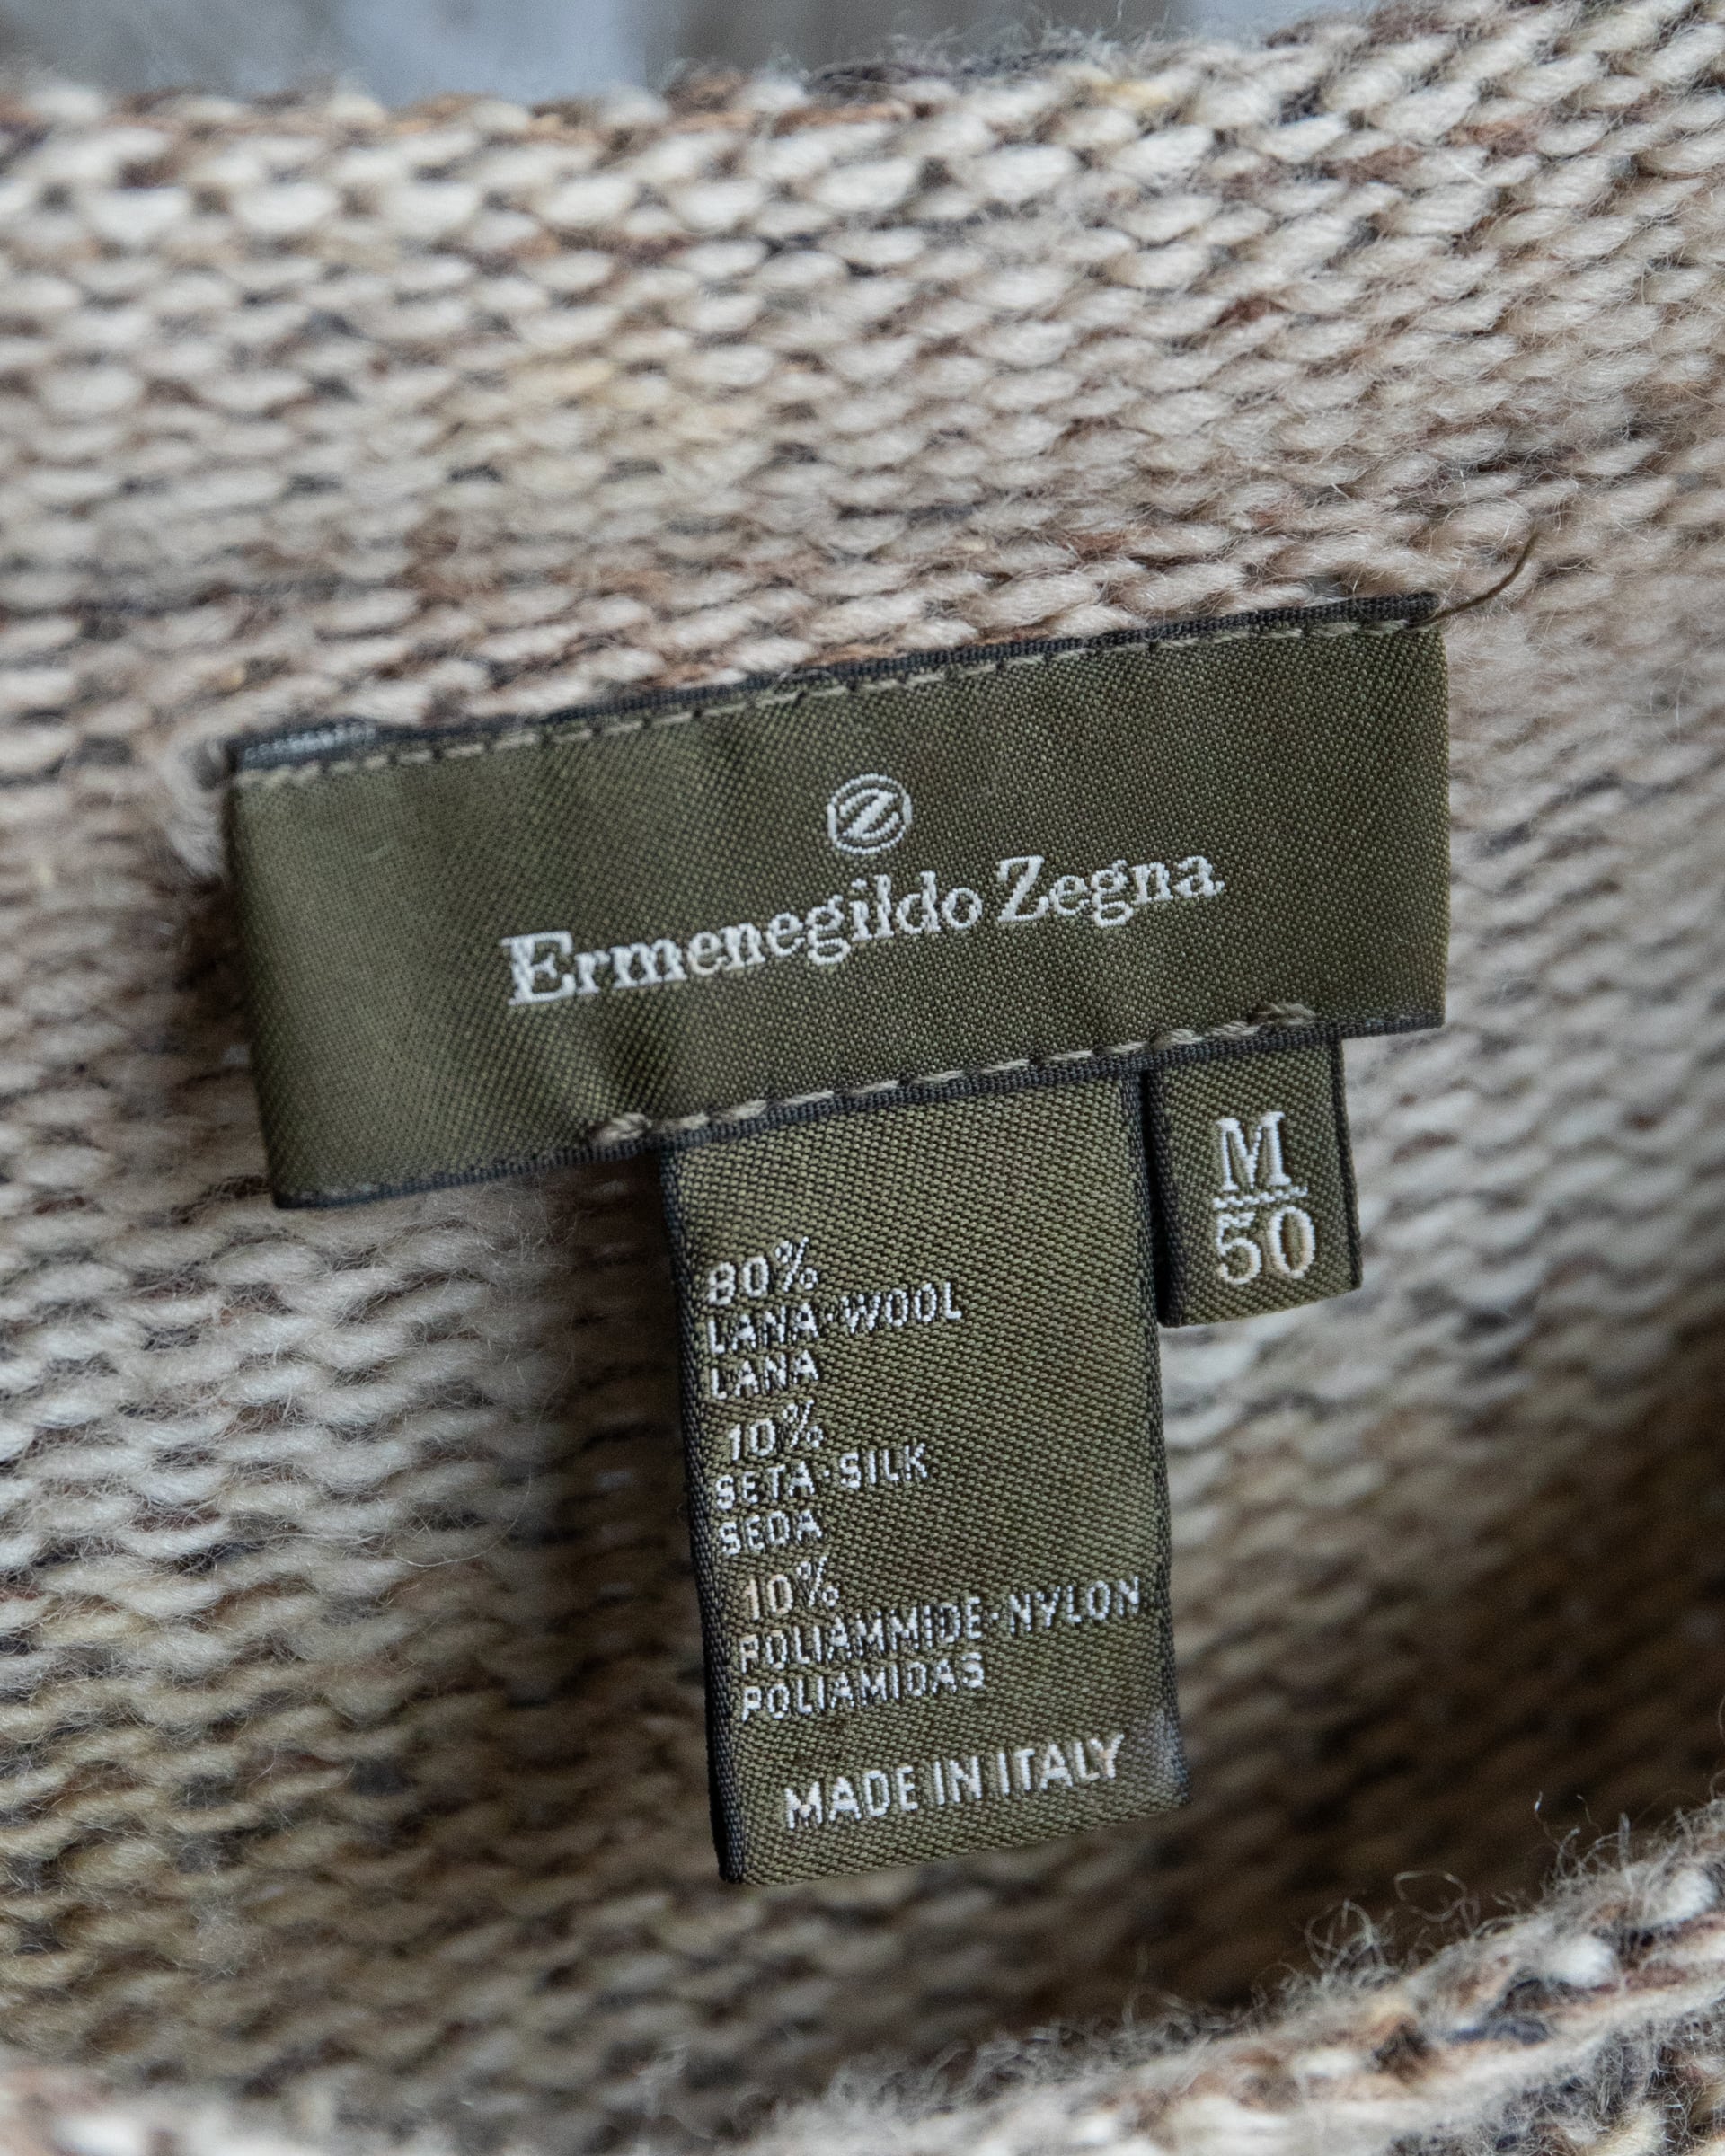 Z
Ermenegildo Zegna
M
50
80%
LANA·WOOL
LANA
10%
SETA·SILK
SEDA
10%
POLIAMMIDE·NYLON
POLIAMIDAS
MADE IN ITALY